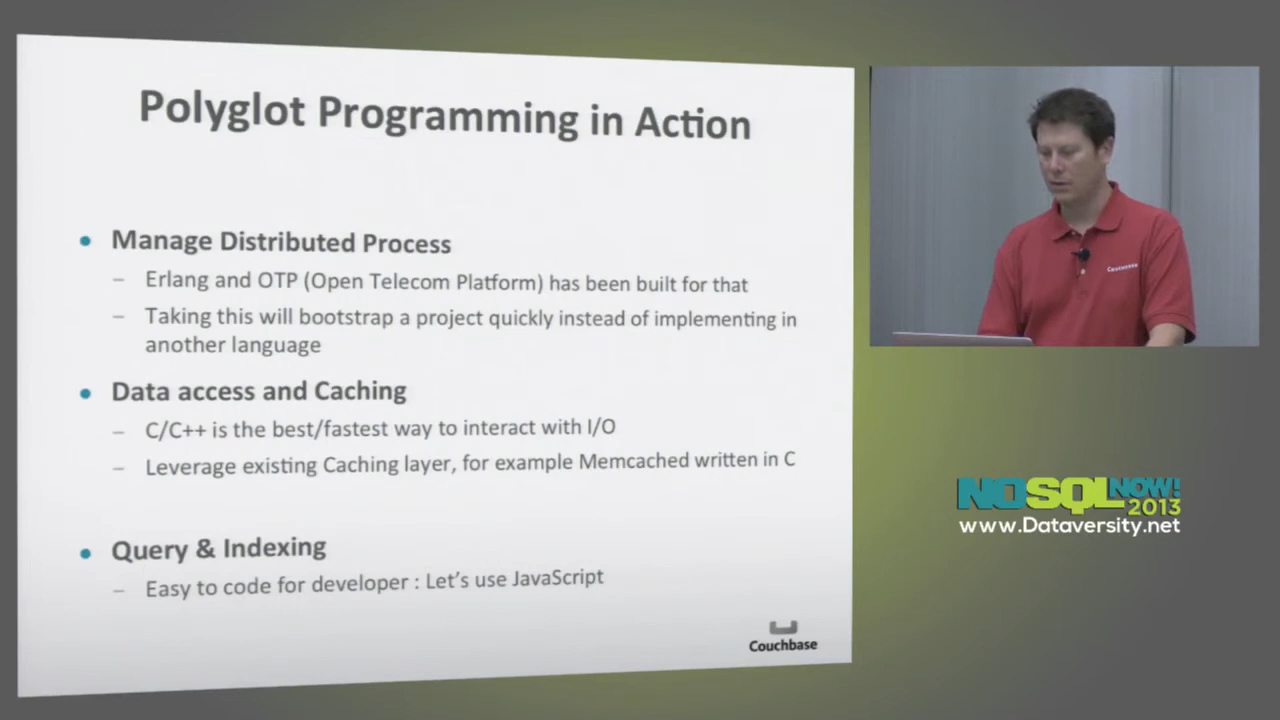 Polyglot Programming in Action
• Manage Distributed Process
– Erlang and OTP (Open Telecom Platform) has been built for that
– Taking this will bootstrap a project quickly instead of implementing in
another language
• Data access and Caching
– C/C++ is the best/fastest way to interact with I/O
– Leverage existing Caching layer, for example Memcached written in C
• Query & Indexing
– Easy to code for developer : Let's use JavaScript
Couchbase
Couchbase
NOSQL NOW!
2013
www.Dataversity.net